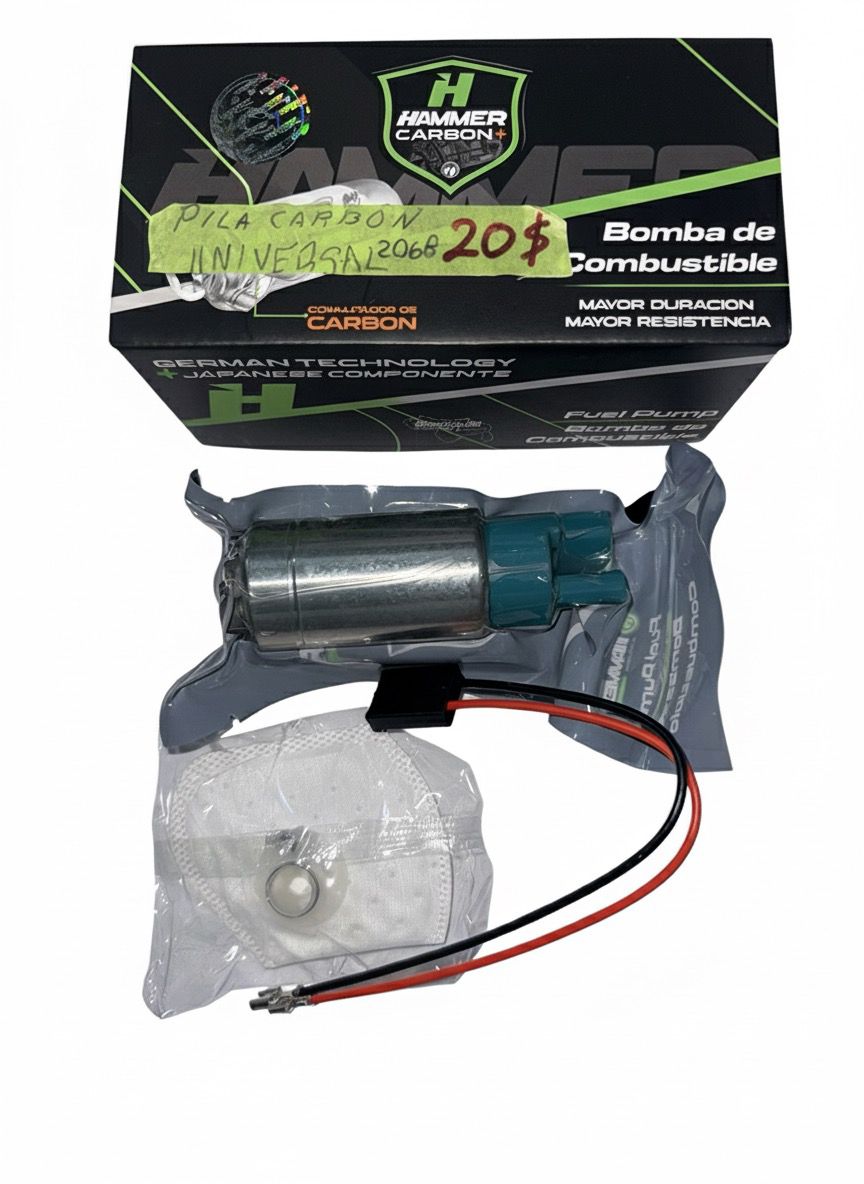 H
HAMMER
CARBON+
HAMMER
PILA CARBON
UNIVERSAL 2068 20$
Bomba de
Combustible
CONMUTADOR DE
CARBON
MAYOR DURACION
MAYOR RESISTENCIA
GERMAN TECHNOLOGY
+ JAPANESE COMPONENTE
H
Fuel Pump
Bomba de
Combustible
HAMMER
Fuel Pump
Bomba de
Combustible